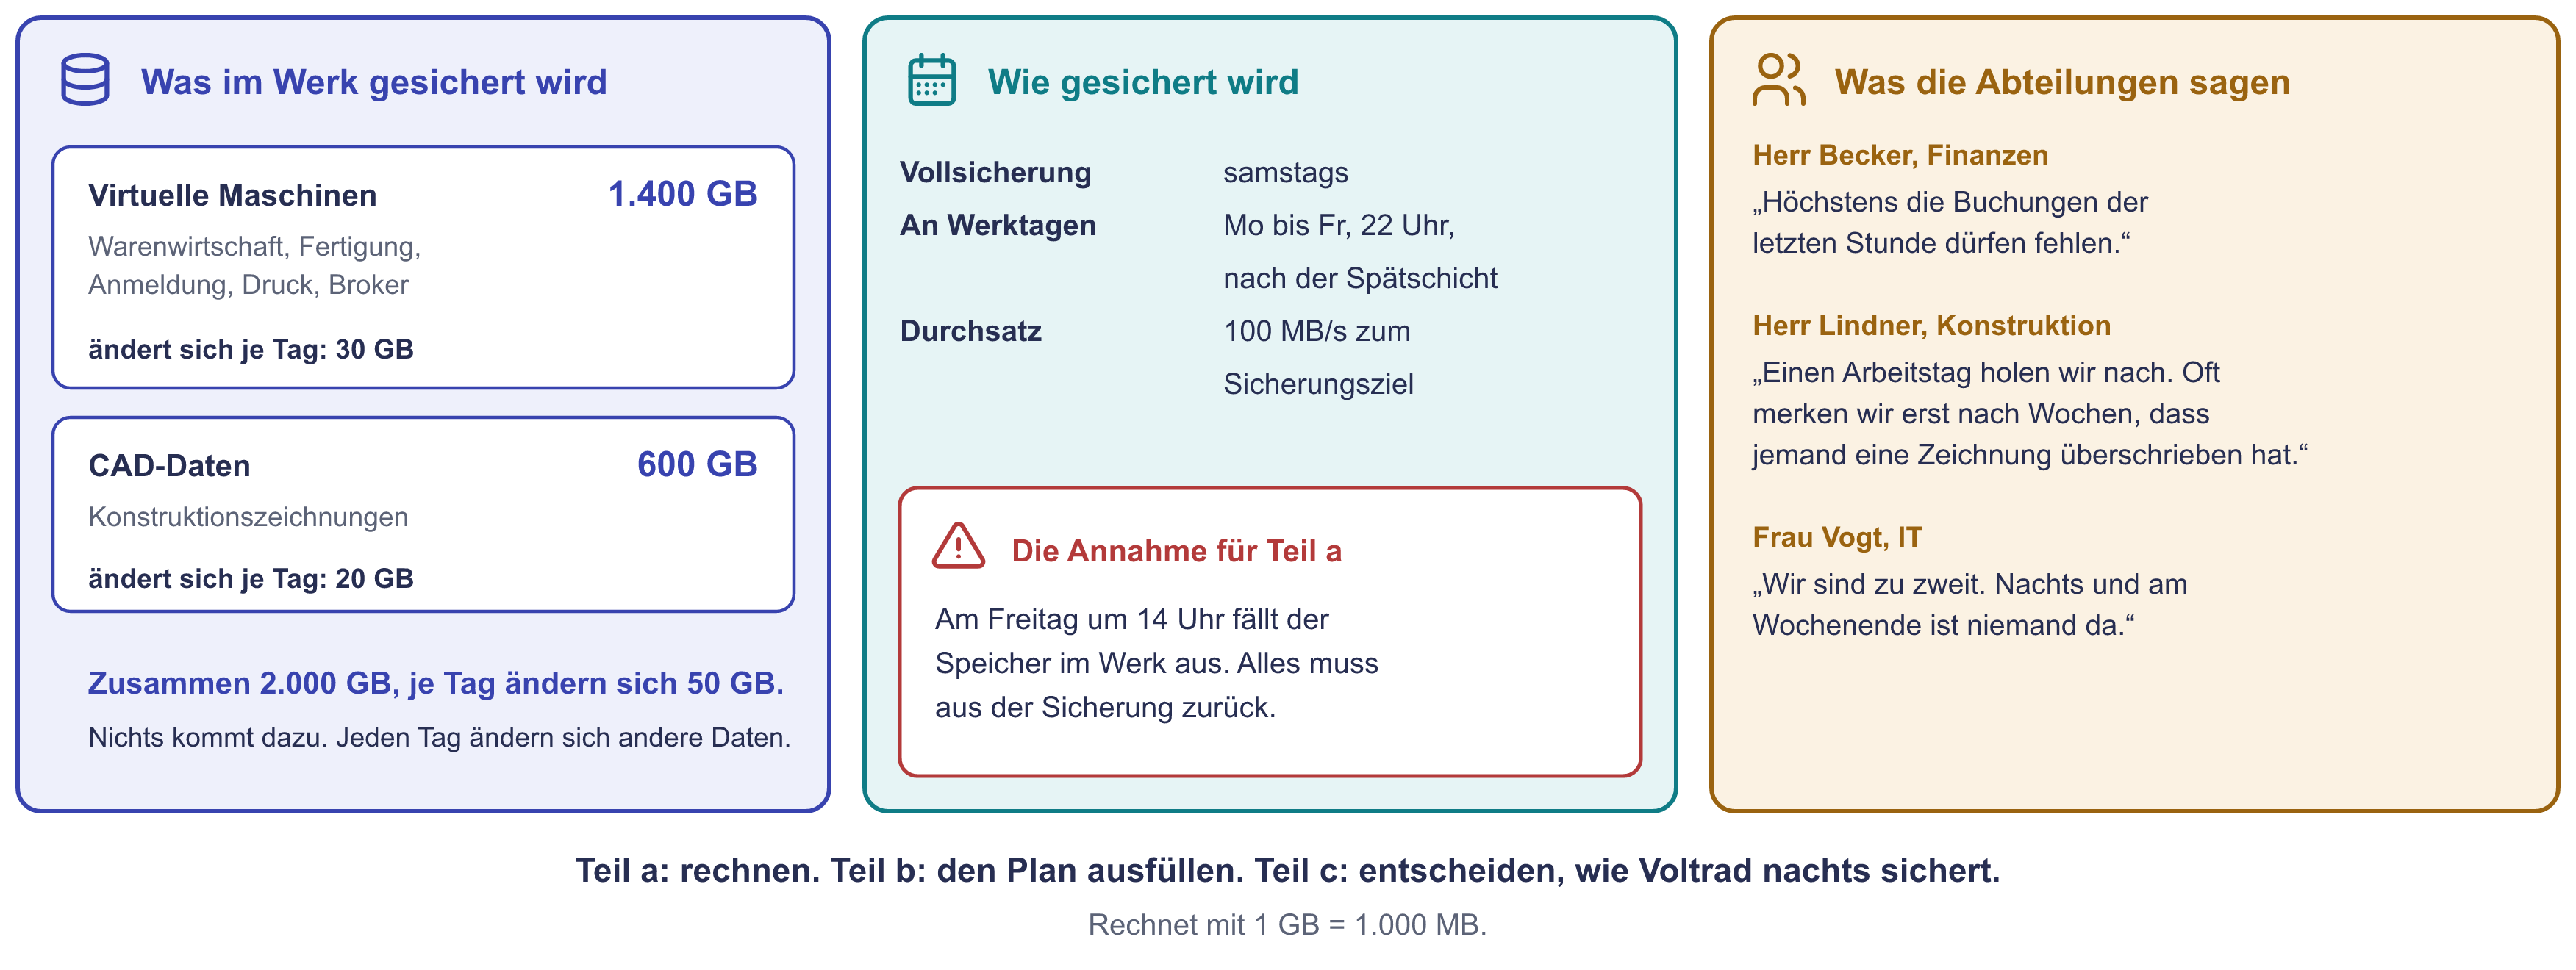 Was im Werk gesichert wird
Virtuelle Maschinen 1.400 GB
Warenwirtschaft, Fertigung,
Anmeldung, Druck, Broker
ändert sich je Tag: 30 GB
CAD-Daten 600 GB
Konstruktionszeichnungen
ändert sich je Tag: 20 GB
Zusammen 2.000 GB, je Tag ändern sich 50 GB.
Nichts kommt dazu. Jeden Tag ändern sich andere Daten.
Wie gesichert wird
Vollsicherung samstags
An Werktagen Mo bis Fr, 22 Uhr,
nach der Spätschicht
Durchsatz 100 MB/s zum
Sicherungsziel
Die Annahme für Teil a
Am Freitag um 14 Uhr fällt der
Speicher im Werk aus. Alles muss
aus der Sicherung zurück.
Was die Abteilungen sagen
Herr Becker, Finanzen
„Höchstens die Buchungen der
letzten Stunde dürfen fehlen.“
Herr Lindner, Konstruktion
„Einen Arbeitstag holen wir nach. Oft
merken wir erst nach Wochen, dass
jemand eine Zeichnung überschrieben hat.“
Frau Vogt, IT
„Wir sind zu zweit. Nachts und am
Wochenende ist niemand da.“
Teil a: rechnen. Teil b: den Plan ausfüllen. Teil c: entscheiden, wie Voltrad nachts sichert.
Rechnet mit 1 GB = 1.000 MB.